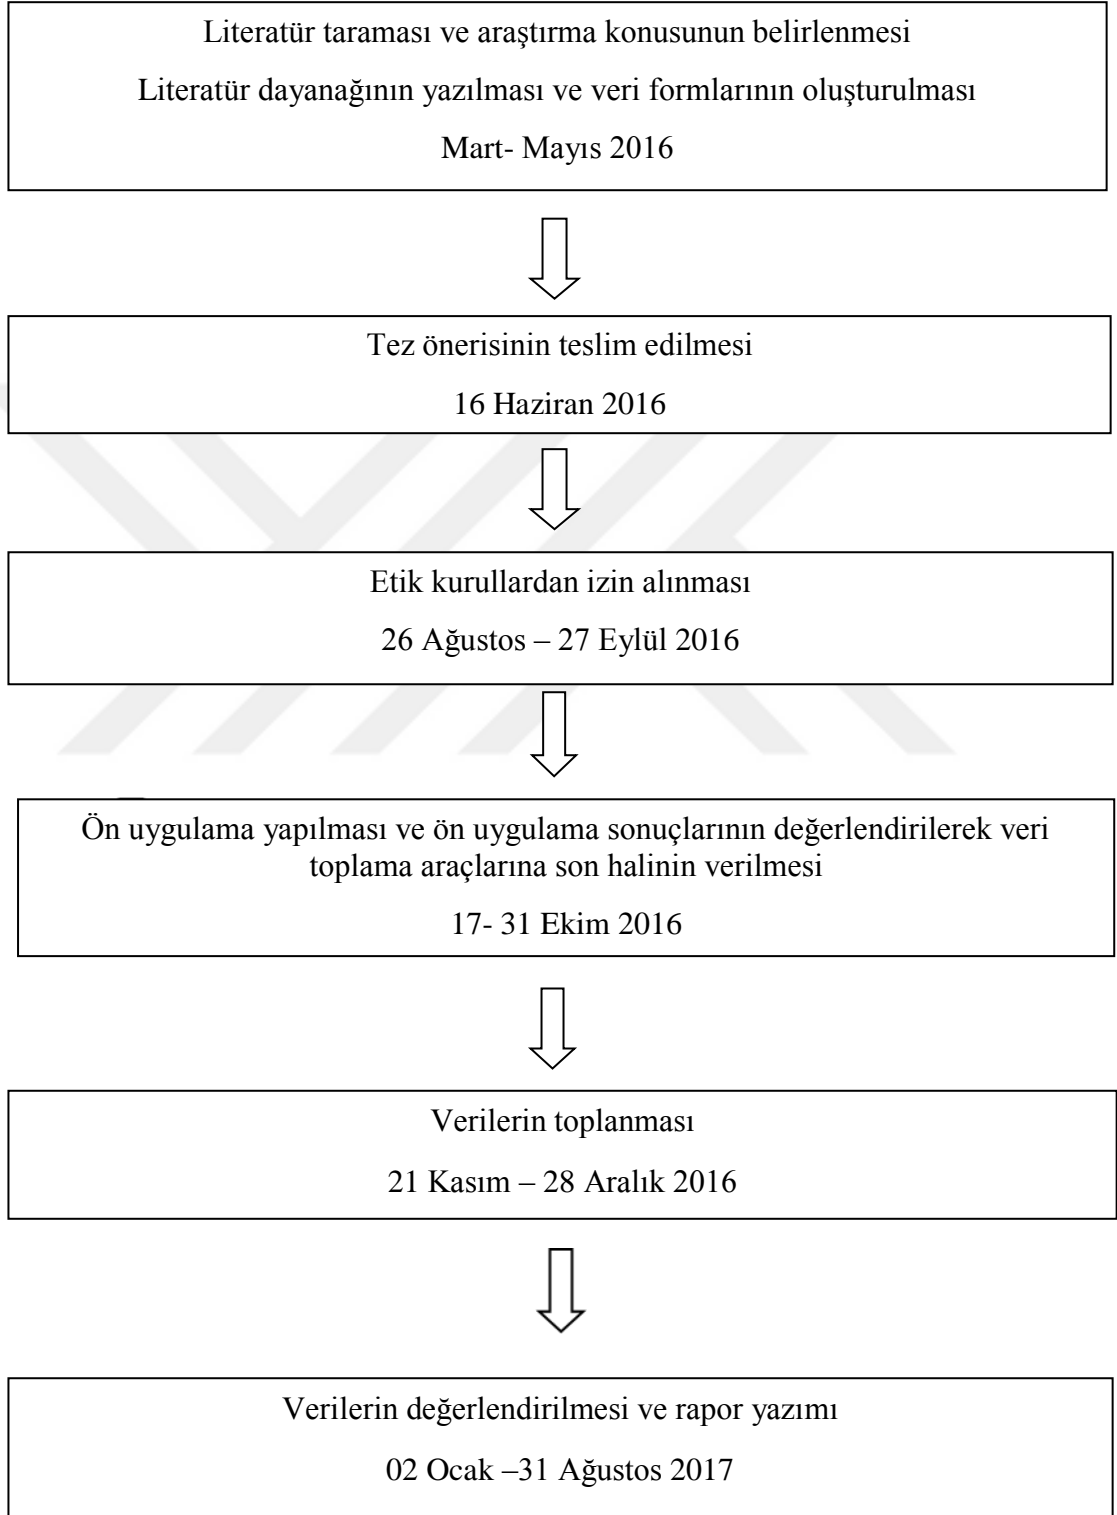 Literatür taraması ve araştırma konusunun belirlenmesi
Literatür dayanağının yazılması ve veri formlarının oluşturulması
Mart- Mayıs 2016
Tez önerisinin teslim edilmesi
16 Haziran 2016
Etik kurullardan izin alınması
26 Ağustos – 27 Eylül 2016
Ön uygulama yapılması ve ön uygulama sonuçlarının değerlendirilerek veri
toplama araçlarına son halinin verilmesi
17- 31 Ekim 2016
Verilerin toplanması
21 Kasım – 28 Aralık 2016
Verilerin değerlendirilmesi ve rapor yazımı
02 Ocak –31 Ağustos 2017